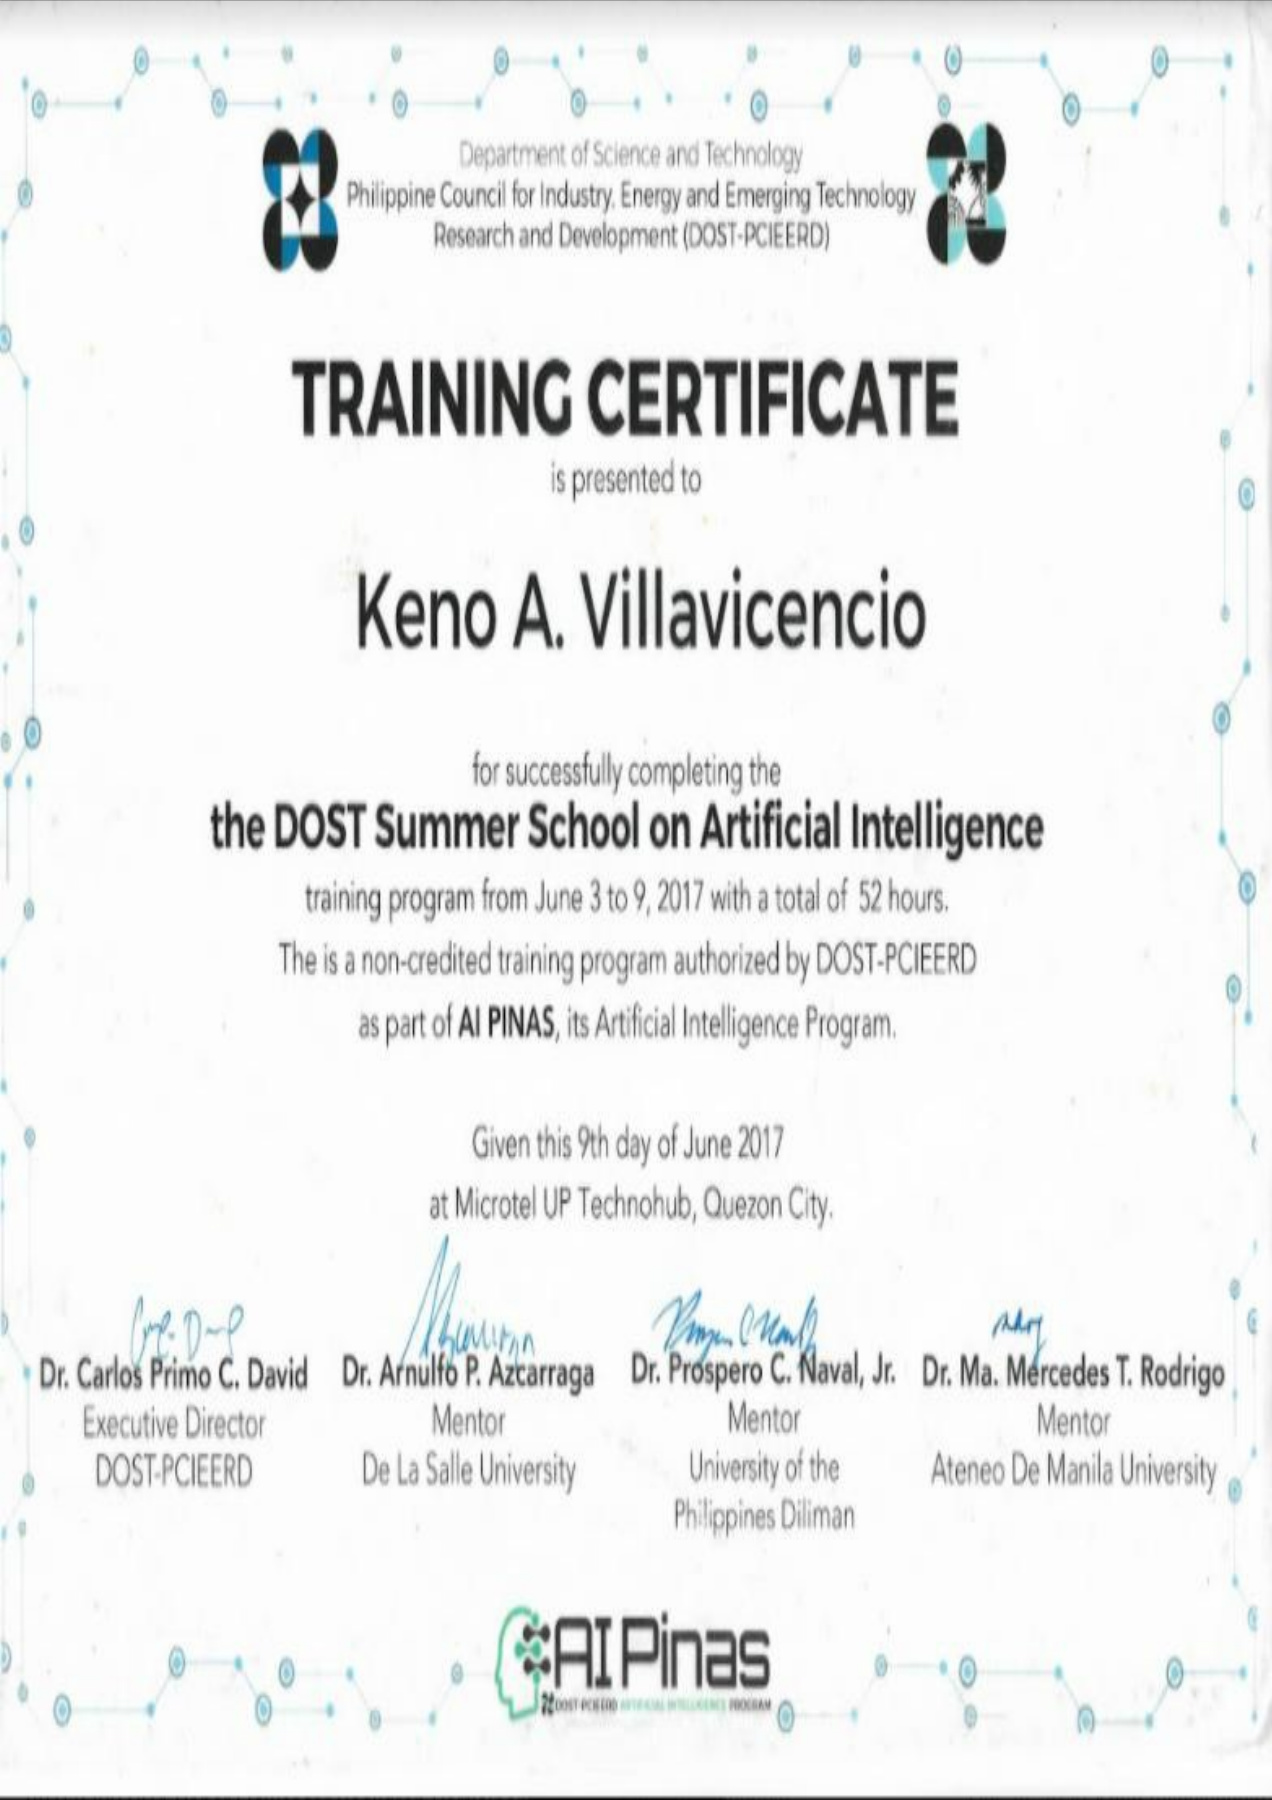 Department of Science and Technology
Philippine Council for Industry, Energy and Emerging Technology
Research and Development (DOST-PCIEERD)
TRAINING CERTIFICATE
is presented to
Keno A. Villavicencio
for successfully completing the
the DOST Summer School on Artificial Intelligence
training program from June 3 to 9, 2017 with a total of 52 hours.
The is a non-credited training program authorized by DOST-PCIEERD
as part of AI PINAS, its Artificial Intelligence Program.
Given this 9th day of June 2017
at Microtel UP Technohub, Quezon City.
Dr. Carlos Primo C. David
Executive Director
DOST-PCIEERD
Dr. Arnulfo P. Azcarraga
Mentor
De La Salle University
Dr. Prospero C. Naval, Jr.
Mentor
University of the
Philippines Diliman
Dr. Ma. Mercedes T. Rodrigo
Mentor
Ateneo De Manila University
AI Pinas
DOST-PCIEERD ARTIFICIAL INTELLIGENCE PROGRAM